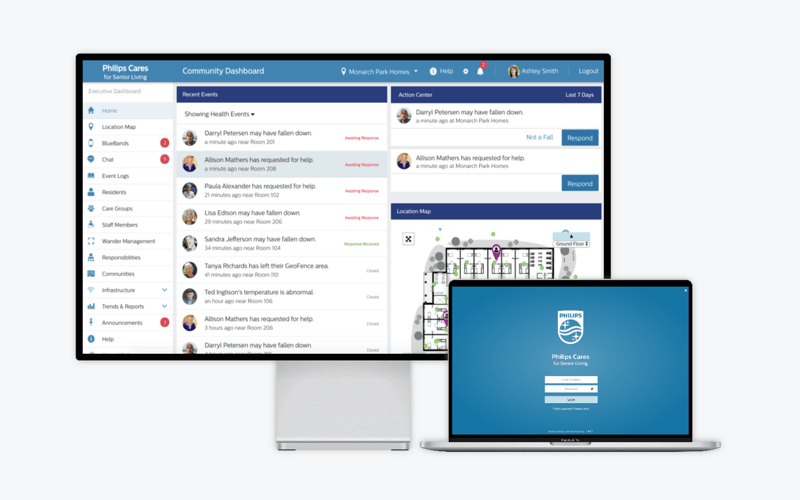 Philips Cares
for Senior Living
Community Dashboard
Monarch Park Homes
Help
2
Ashley Smith
Logout
Executive Dashboard
Home
Location Map
BlueBands
2
Chat
Event Logs
Residents
Care Groups
Staff Members
Wander Management
Responsibilities
Communities
Infrastructure
Trends & Reports
Announcements
Help
Recent Events
Showing Health Events
Darryl Petersen may have fallen down.
a minute ago near Room 201
Awaiting Response
Allison Mathers has requested for help.
a minute ago near Room 208
Awaiting Response
Paula Alexander has requested for help.
21 minutes ago near Room 102
Awaiting Response
Lisa Edison may have fallen down.
29 minutes ago near Room 206
Awaiting Response
Sandra Jefferson may have fallen down.
34 minutes ago near Room 104
Response Received
Tanya Richards has left their GeoFence area.
41 minutes ago near Room 110
Closed
Ted Inglison's temperature is abnormal.
an hour ago near Room 106
Closed
Allison Mathers has requested for help.
3 hours ago near Room 206
Closed
Darryl Petersen may have fallen down.
Closed
Action Center
Last 7 Days
Darryl Petersen may have fallen down.
a minute ago at Monarch Park Homes
Not a Fall
Respond
Allison Mathers has requested for help.
a minute ago at Monarch Park Homes
Respond
Location Map
Ground Floor
PHILIPS
Philips Cares
for Senior Living
Login